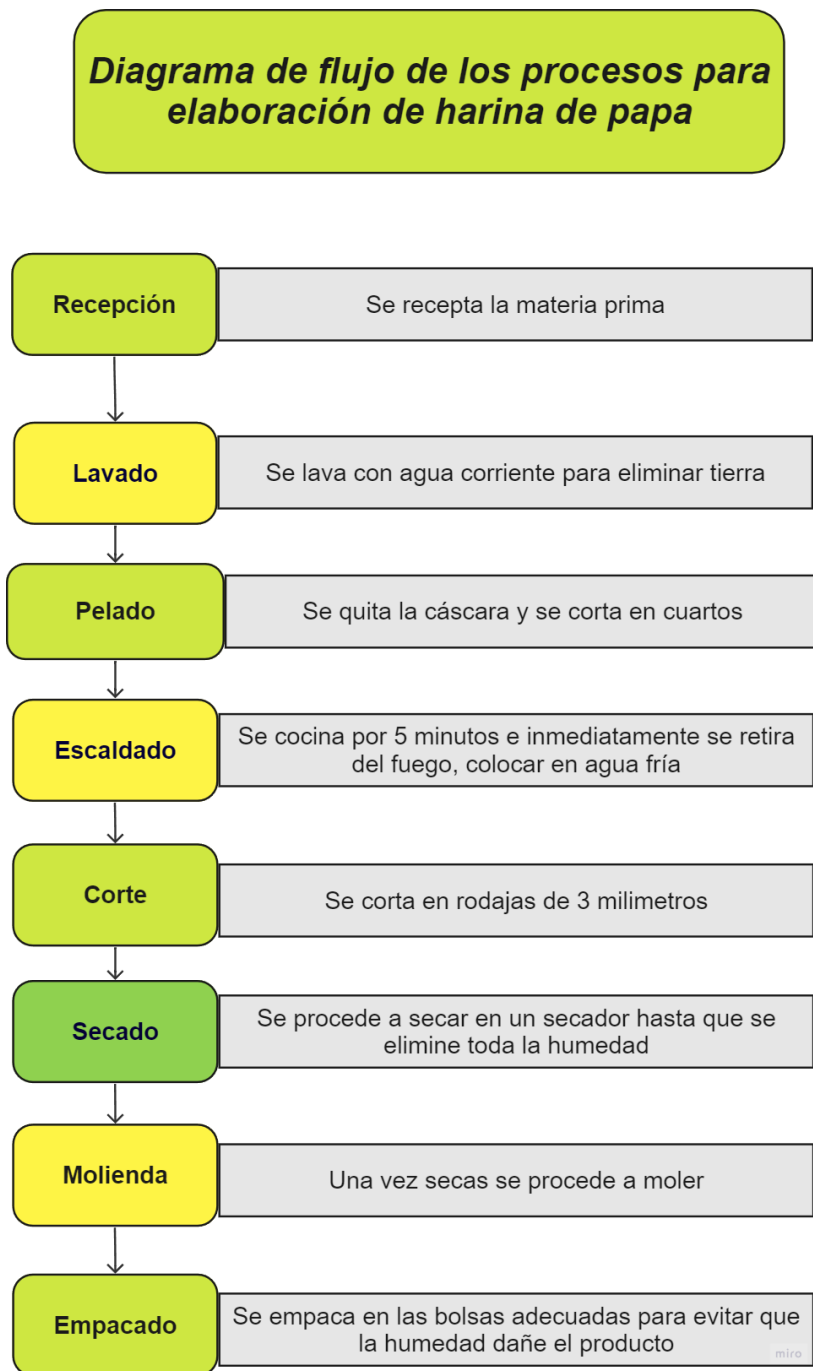 Diagrama de flujo de los procesos para
elaboración de harina de papa
Recepción
Se recepta la materia prima
Lavado
Se lava con agua corriente para eliminar tierra
Pelado
Se quita la cáscara y se corta en cuartos
Escaldado
Se cocina por 5 minutos e inmediatamente se retira
del fuego, colocar en agua fría
Corte
Se corta en rodajas de 3 milimetros
Secado
Se procede a secar en un secador hasta que se
elimine toda la humedad
Molienda
Una vez secas se procede a moler
Empacado
Se empaca en las bolsas adecuadas para evitar que
la humedad dañe el producto
miro